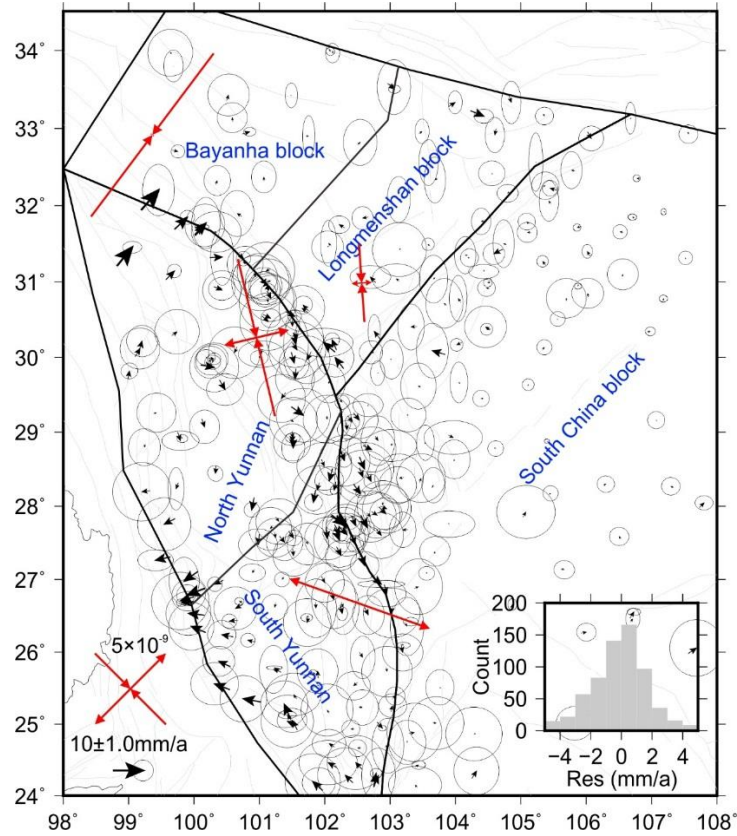 34°
33°
32°
31°
30°
29°
28°
27°
26°
25°
24°
Bayanha block
Longmenshan block
North Yunnan
South China block
South Yunnan
5×10⁻⁹
10±1.0mm/a
200
150
100
50
0
Count
−4 −2 0 2 4
Res (mm/a)
98° 99° 100° 101° 102° 103° 104° 105° 106° 107° 108°